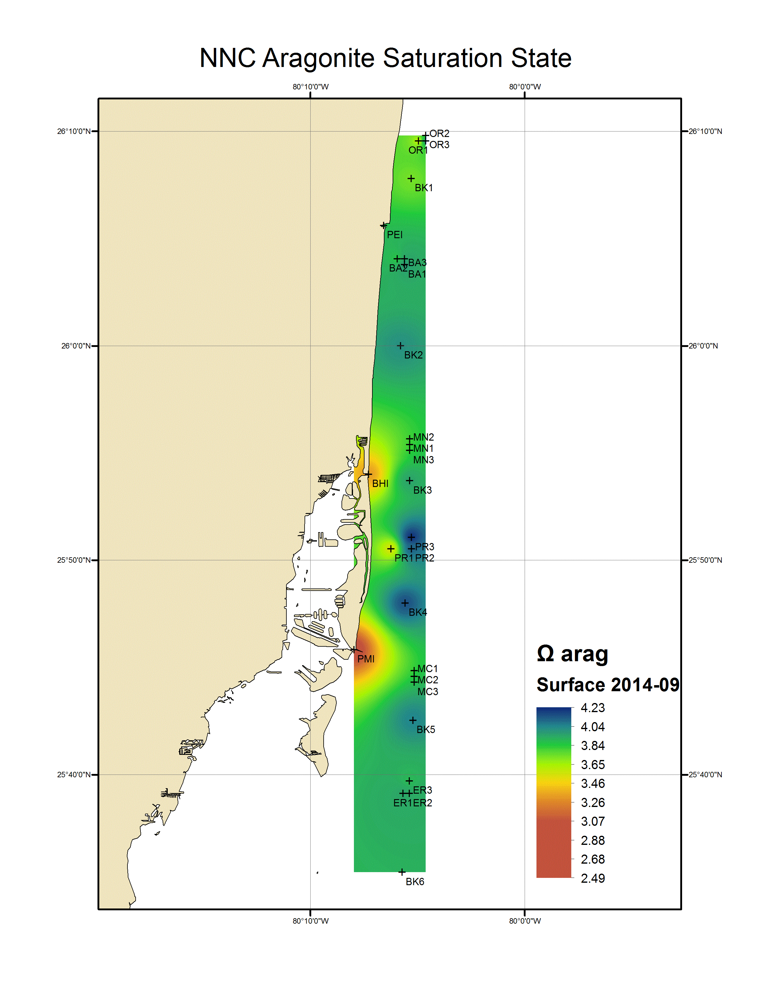 NNC Aragonite Saturation State
80°10'0"W 80°0'0"W
26°10'0"N 26°10'0"N
OR2
OR3
OR1
BK1
PEI
BA3
BA2
BA1
26°0'0"N 26°0'0"N
BK2
MN2
MN1
MN3
BHI
BK3
PR3
PR1 PR2
25°50'0"N 25°50'0"N
BK4
PMI
MC1
MC2
MC3
BK5
25°40'0"N 25°40'0"N
ER3
ER1 ER2
BK6
Ω arag
Surface 2014-09
4.23
4.04
3.84
3.65
3.46
3.26
3.07
2.88
2.68
2.49
80°10'0"W 80°0'0"W